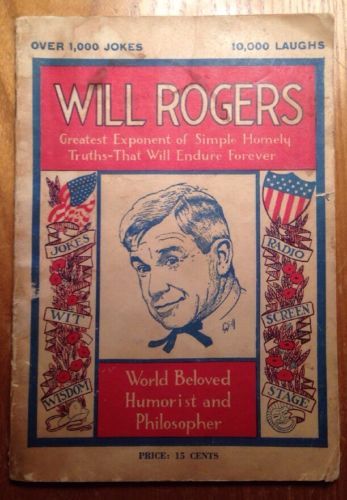 OVER 1,000 JOKES 10,000 LAUGHS
WILL ROGERS
Greatest Exponent of Simple Homely
Truths-That Will Endure Forever
JOKES
WIT
WISDOM
RADIO
SCREEN
STAGE
World Beloved
Humorist and
Philosopher
PRICE: 15 CENTS